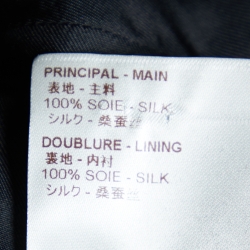 PRINCIPAL - MAIN
表地 - 主料
100% SOIE - SILK
シルク - 桑蚕丝
DOUBLURE - LINING
裏地 - 内衬
100% SOIE - SILK
シルク - 桑蚕丝